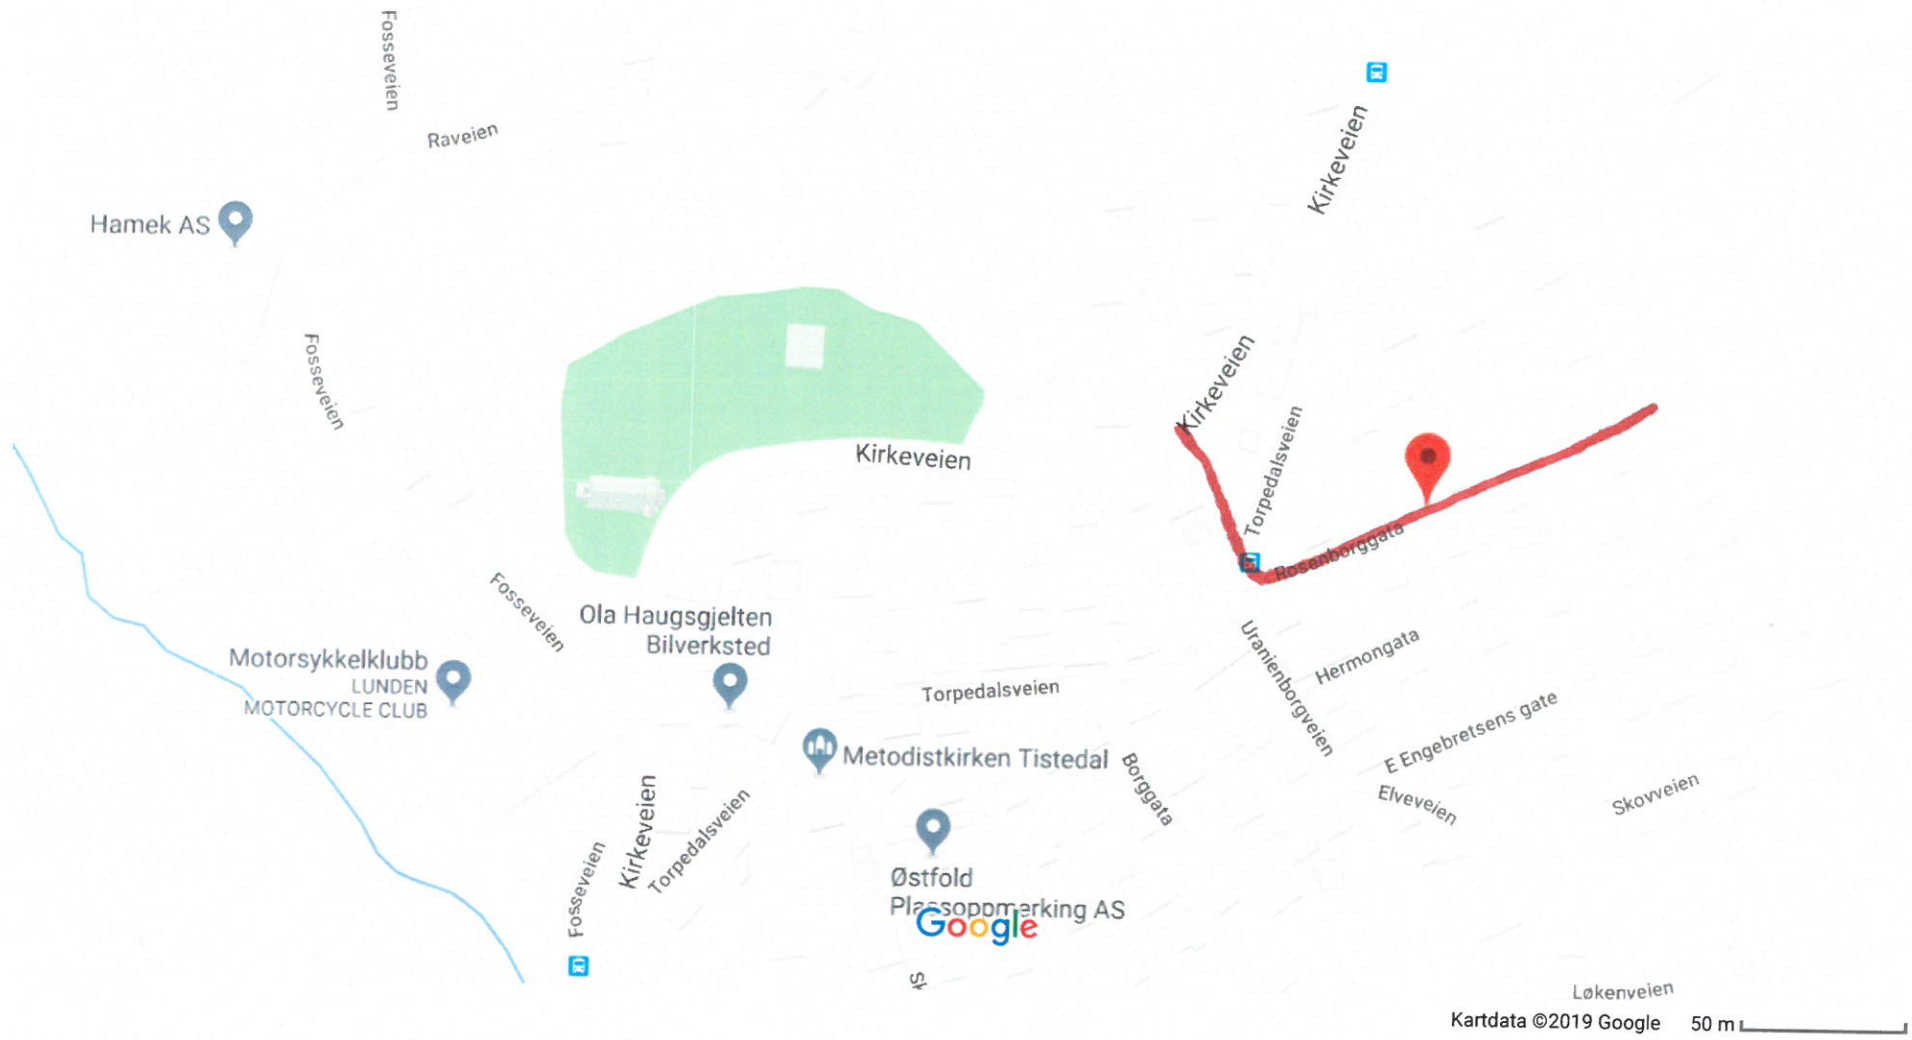 Fosseveien
Raveien
Kirkeveien
Hamek AS
Fosseveien
Kirkeveien
Torpedalsveien
Kirkeveien
Rosenborggata
Fosseveien
Ola Haugsgjelten
Bilverksted
Motorsykkelklubb
LUNDEN
MOTORCYCLE CLUB
Uranienborgveien
Hermongata
Torpedalsveien
E Engebretsens gate
Metodistkirken Tistedal
Borggata
Elveveien
Skovveien
Kirkeveien
Torpedalsveien
Fosseveien
Østfold
Plassoppmerking AS
Google
Løkenveien
Kartdata ©2019 Google 50 m